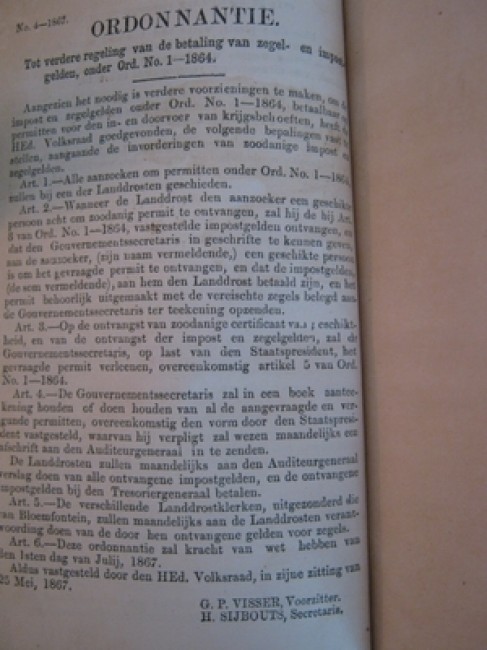 No. 4—1867.
ORDONNANTIE.
Tot verdere regeling van de betaling van zegel- en impost-
gelden, onder Ord. No. 1—1864.
Aangezien het noodig is verdere voorzieningen te maken, om de
impost en zegelgelden onder Ord. No. 1—1864, betaalbaar op
permitten voor den in- en doorvoer van krijgsbehoeften, heeft de
HEd. Volksraad goedgevonden, de volgende bepalingen vast te
stellen, aangaande de invorderingen van zoodanige impost en
zegelgelden.
Art. 1.—Alle aanzoeken om permitten onder Ord. No. 1—1864,
zullen bij een der Landdrosten geschieden.
Art. 2.—Wanneer de Landdrost den aanzoeker een geschikte
persoon acht om zoodanig permit te ontvangen, zal hij de bij Art.
van Ord. No. 1—1864, vastgestelde impostgelden ontvangen, en
dat den Gouvernementssecretaris in geschrifte te kennen geven,
aan de aanzoeker, (zijn naam vermeldende,) een geschikte persoon
is om het gevraagde permit te ontvangen, en dat de impostgelden,
(de som vermeldende), aan hem den Landdrost betaald zijn, en het
permit behoorlijk uitgemaakt met de vereischte zegels belegd aan
de Gouvernementssecretaris ter teekening opzenden.
Art. 3.—Op de ontvangst van zoodanige certificaat van geschikt-
heid, en van de ontvangst der impost en zegelgelden, zal de
Gouvernementssecretaris, op last van den Staatspresident, het
gevraagde permit verleenen, overeenkomstig artikel 5 van Ord.
No. 1—1864.
Art. 4.—De Gouvernementssecretaris zal in een boek aantee-
kening houden of doen houden van al de aangevraagde en ver-
gunde permitten, overeenkomstig den vorm door den Staatspresi-
dent vastgesteld, waarvan hij verpligt zal wezen maandelijks een
afschrift aan den Auditeurgeneraal in te zenden.
De Landdrosten zullen maandelijks aan den Auditeurgeneraal
verslag doen van alle ontvangene impostgelden, en de ontvangene
impostgelden bij den Tresoriergeneraal betalen.
Art. 5.—De verschillende Landdrostklerken, uitgezonderd die
van Bloemfontein, zullen maandelijks aan de Landdrosten verant-
woording doen van de door hen ontvangene gelden voor zegels.
Art. 6.—Deze ordonnantie zal kracht van wet hebben van
den 1sten dag van Julij, 1867.
Aldus vastgesteld door den HEd. Volksraad, in zijne zitting van
25 Mei, 1867.
G. P. VISSER, Voorzitter.
H. SIJBOUTS, Secretaris.